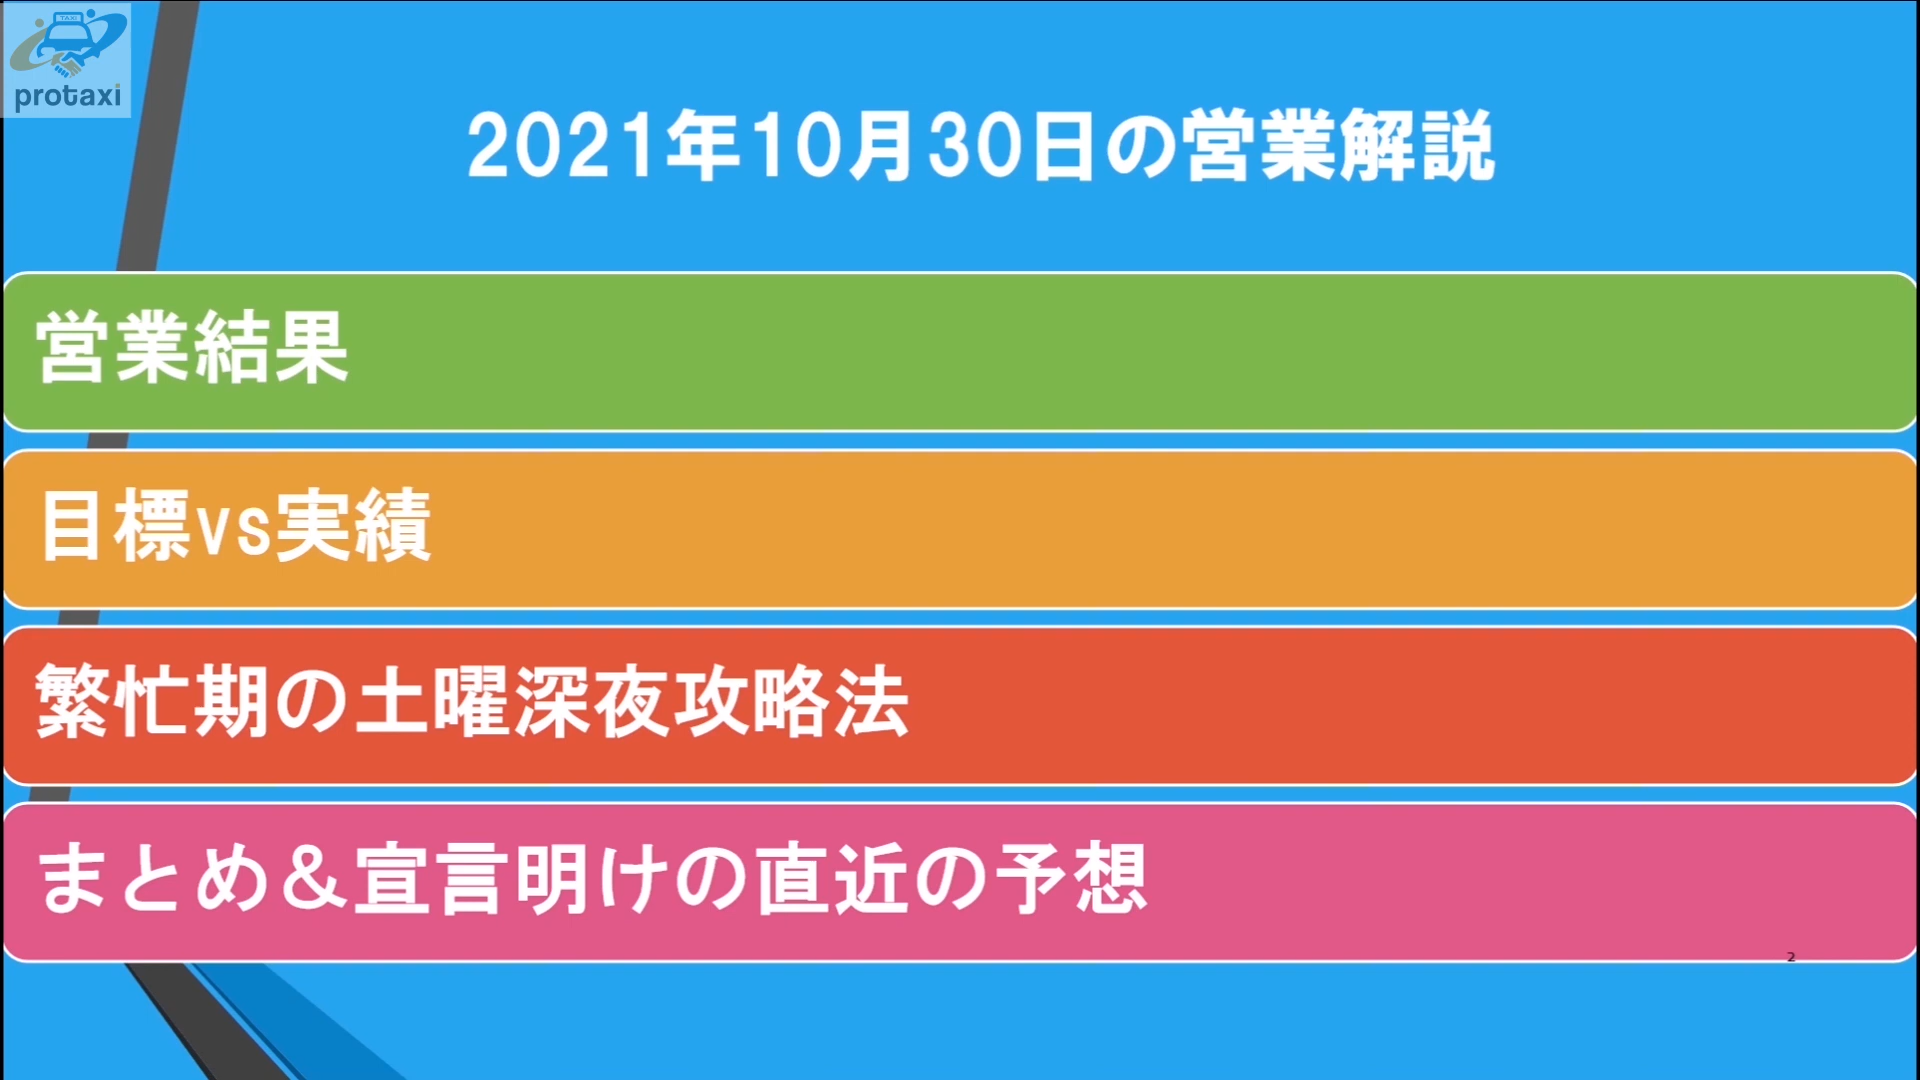 TAXI
protaxi
2021年10月30日の営業解説
営業結果
目標vs実績
繁忙期の土曜深夜攻略法
まとめ＆宣言明けの直近の予想
2